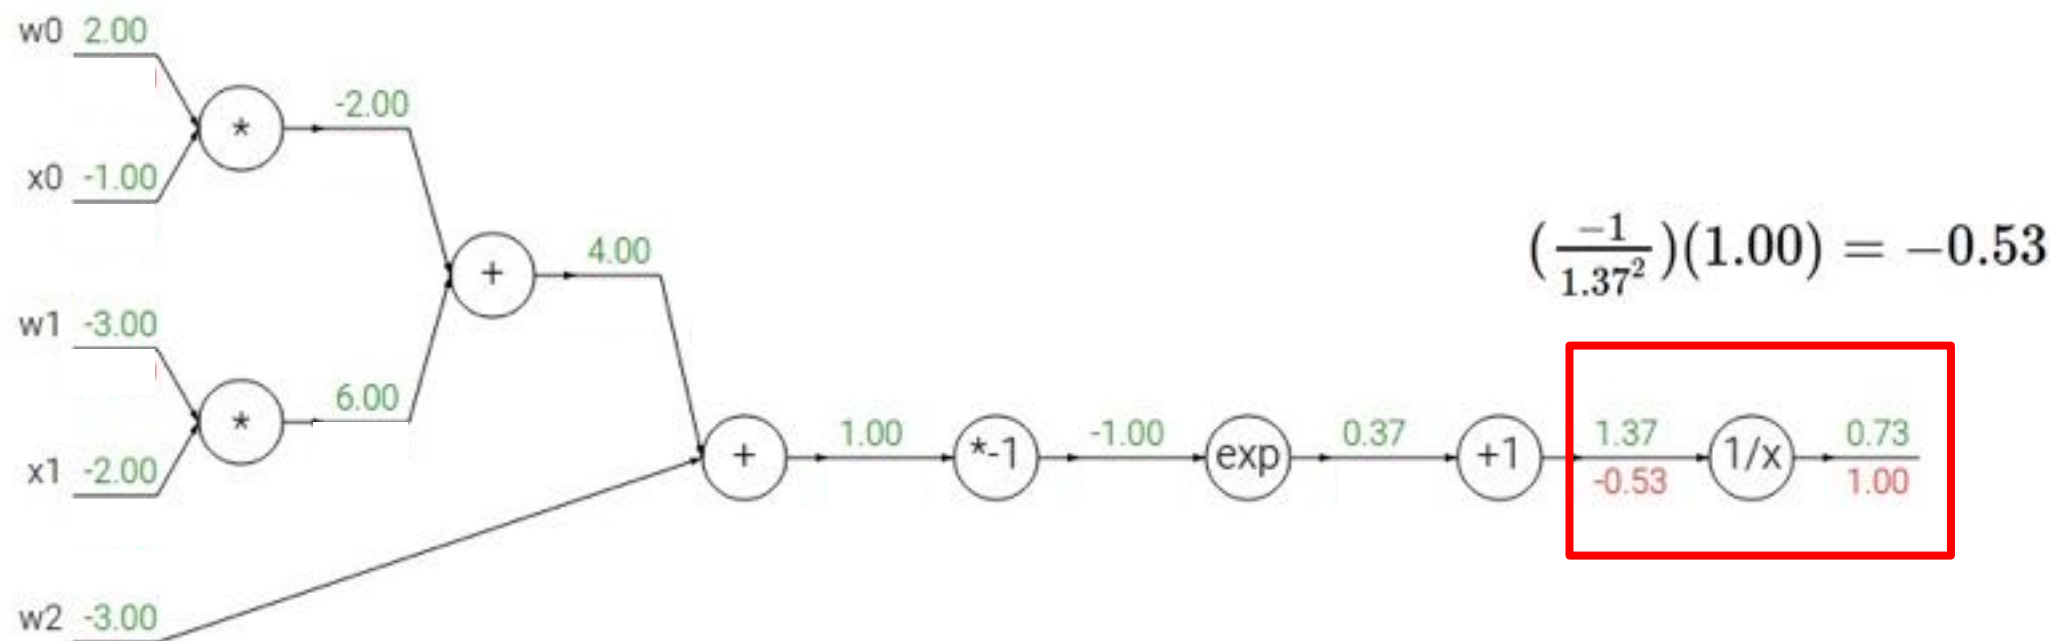 w0 2.00
-2.00
*
x0 -1.00
4.00
+
(-1/1.37²)(1.00) = -0.53
w1 -3.00
6.00
*
x1 -2.00
+ 1.00 *-1 -1.00 exp 0.37 +1 1.37 1/x 0.73
-0.53 1.00
w2 -3.00